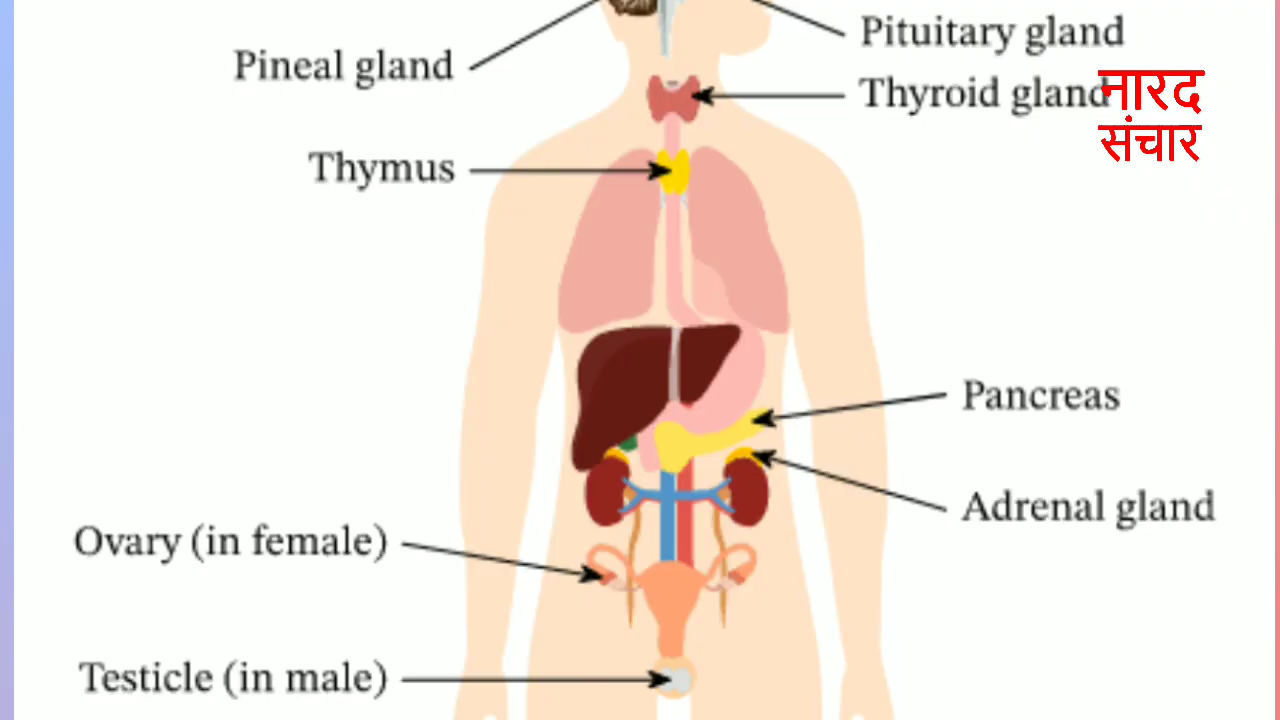 Pituitary gland
Pineal gland
Thyroid gland
नारद
संचार
Thymus
Pancreas
Adrenal gland
Ovary (in female)
Testicle (in male)